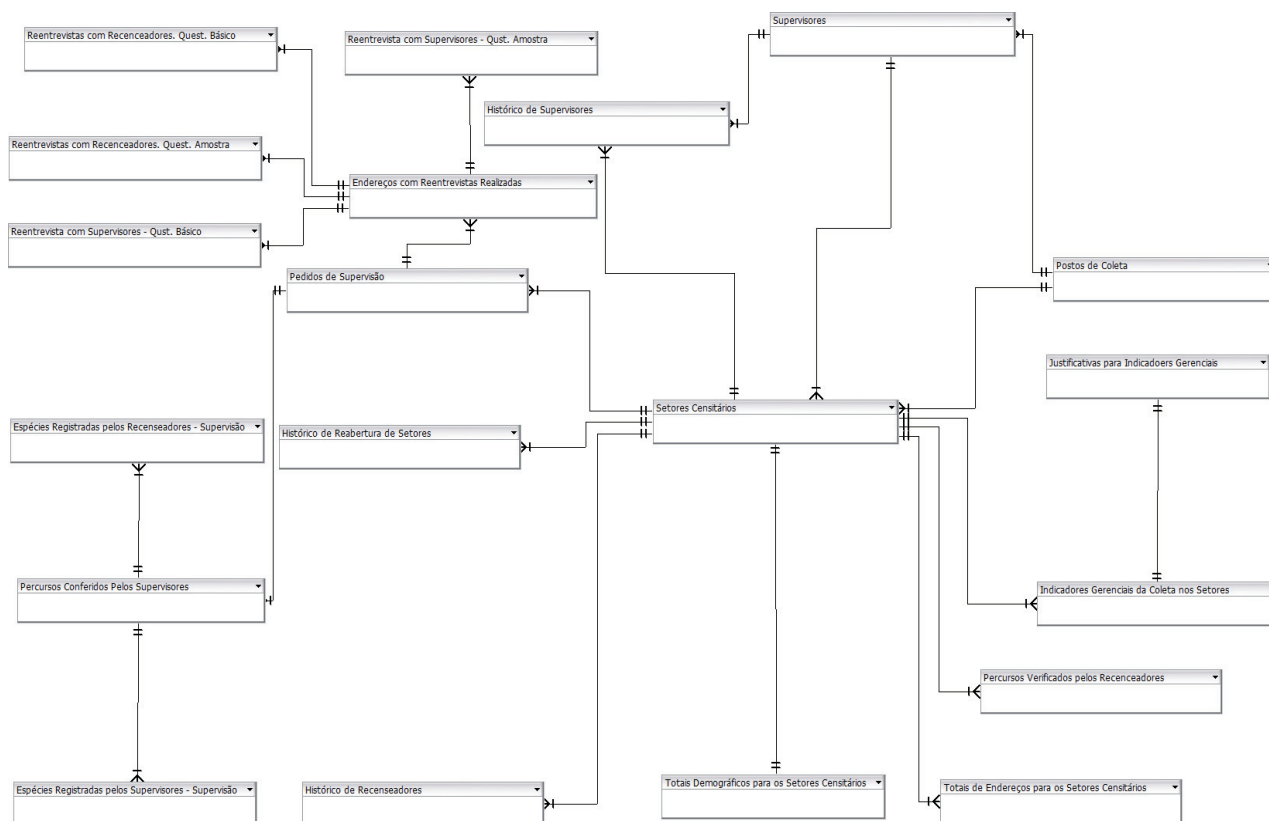 Supervisores
Reentrevistas com Recenceadores. Quest. Básico
Reentrevista com Supervisores - Qust. Amostra
Histórico de Supervisores
Reentrevistas com Recenceadores. Quest. Amostra
Endereços com Reentrevistas Realizadas
Reentrevista com Supervisores - Qust. Básico
Postos de Coleta
Pedidos de Supervisão
Justificativas para Indicadoers Gerenciais
Setores Censitários
Espécies Registradas pelos Recenseadores - Supervisão
Histórico de Reabertura de Setores
Percursos Conferidos Pelos Supervisores
Indicadores Gerenciais da Coleta nos Setores
Percursos Verificados pelos Recenceadores
Totais Demográficos para os Setores Censitários
Espécies Registradas pelos Supervisores - Supervisão
Histórico de Recenseadores
Totais de Endereços para os Setores Censitários